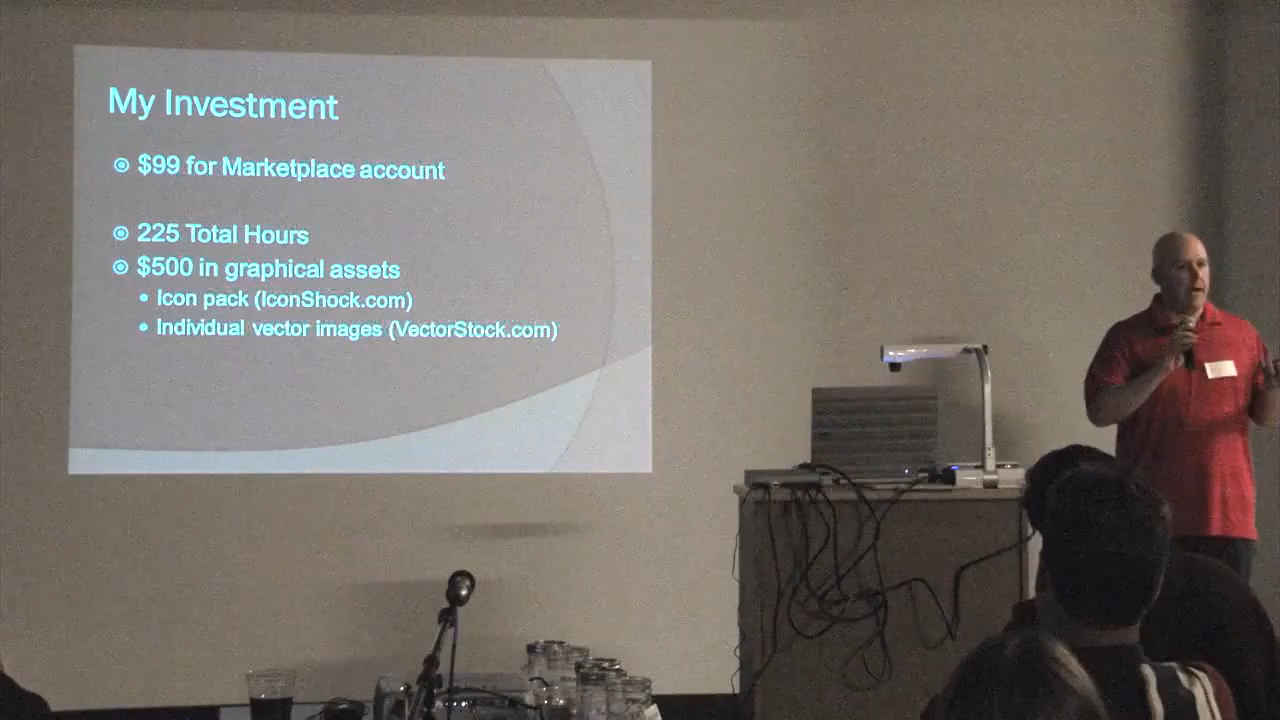 My Investment
$99 for Marketplace account
225 Total Hours
$500 in graphical assets
Icon pack (IconShock.com)
Individual vector images (VectorStock.com)